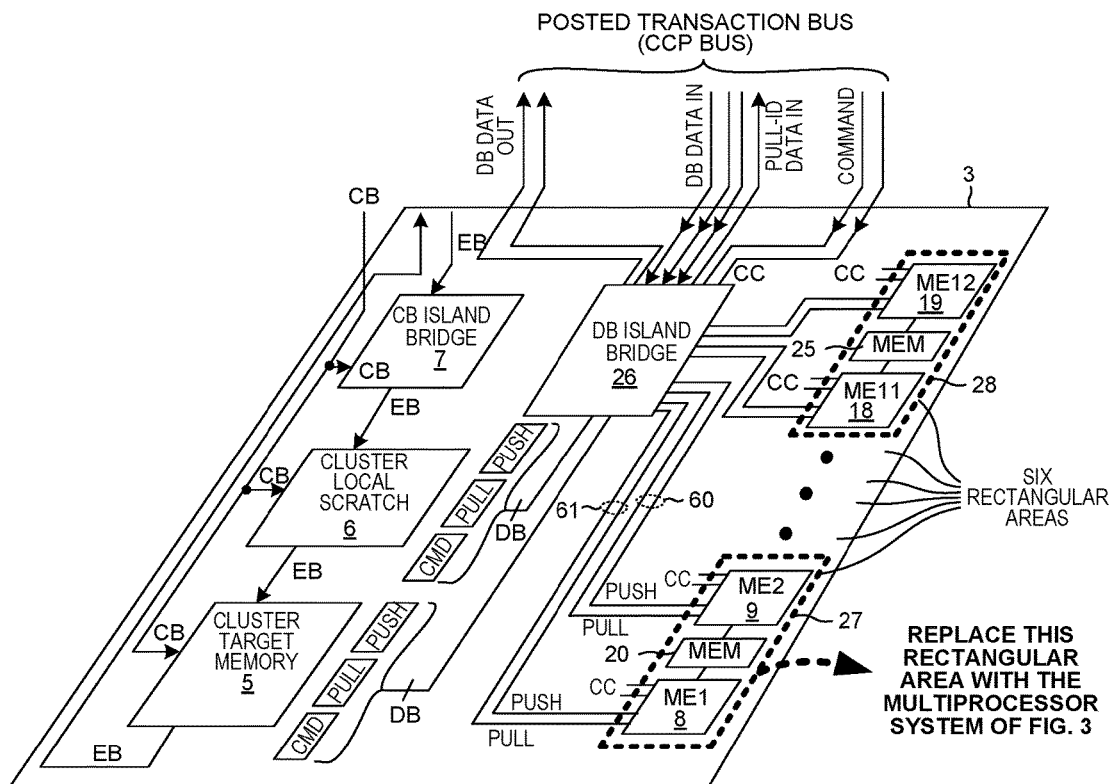 POSTED TRANSACTION BUS
(CCP BUS)
DB DATA
OUT
DB DATA IN
PULL-ID
DATA IN
COMMAND
3
CB
CB
EB
CC
CC
ME12
19
CB ISLAND
BRIDGE
7
CB
DB ISLAND
BRIDGE
26
25
MEM
CC
ME11
18
28
EB
CLUSTER
LOCAL
SCRATCH
6
CB
PUSH
PULL
CMD
DB
61
60
SIX
RECTANGULAR
AREAS
EB
CLUSTER
TARGET
MEMORY
5
CB
PUSH
PULL
CMD
DB
PUSH
PULL
CC
ME2
9
27
20
MEM
CC
ME1
8
PUSH
PULL
REPLACE THIS
RECTANGULAR
AREA WITH THE
MULTIPROCESSOR
SYSTEM OF FIG. 3
EB